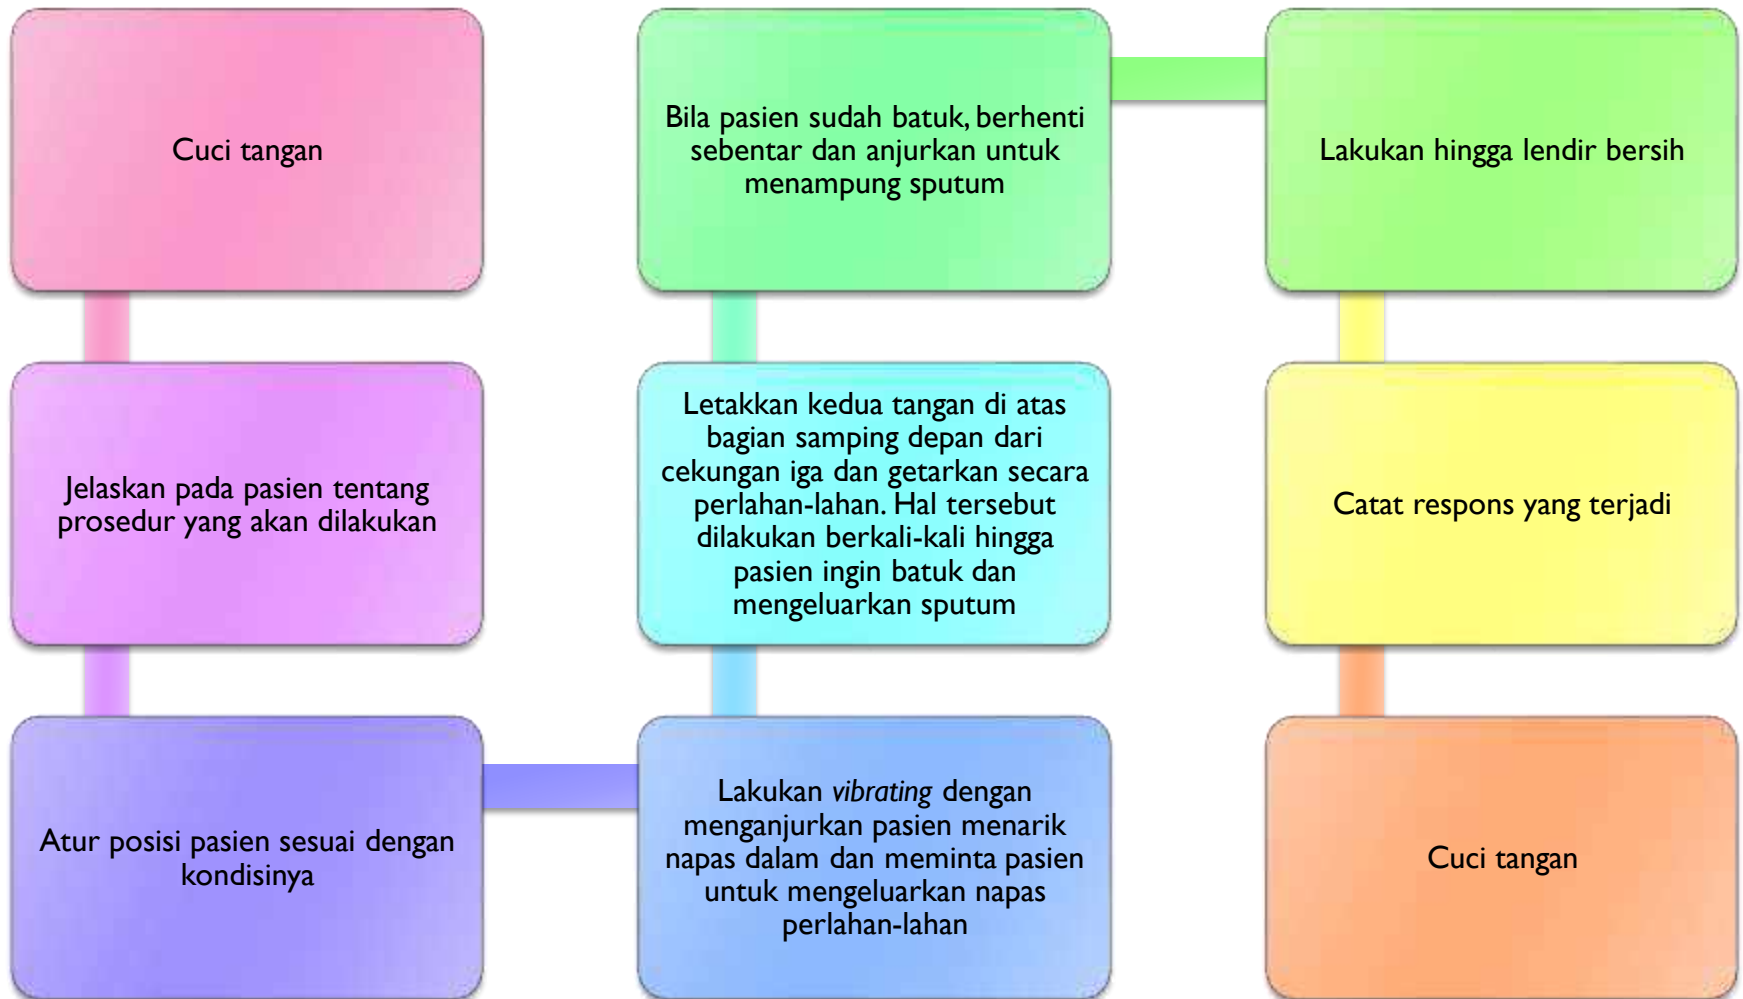 Cuci tangan
Jelaskan pada pasien tentang
prosedur yang akan dilakukan
Atur posisi pasien sesuai dengan
kondisinya
Lakukan vibrating dengan
menganjurkan pasien menarik
napas dalam dan meminta pasien
untuk mengeluarkan napas
perlahan-lahan
Letakkan kedua tangan di atas
bagian samping depan dari
cekungan iga dan getarkan secara
perlahan-lahan. Hal tersebut
dilakukan berkali-kali hingga
pasien ingin batuk dan
mengeluarkan sputum
Bila pasien sudah batuk, berhenti
sebentar dan anjurkan untuk
menampung sputum
Lakukan hingga lendir bersih
Catat respons yang terjadi
Cuci tangan